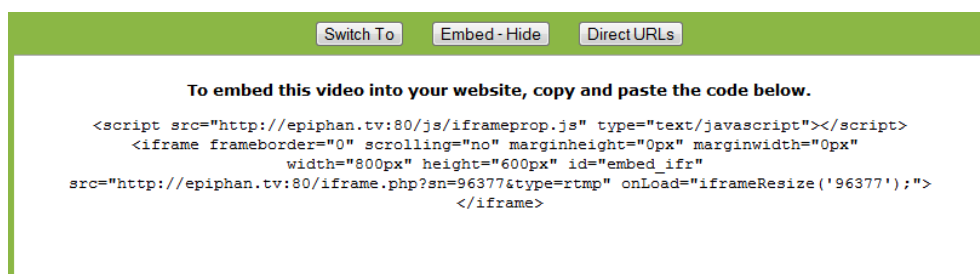 Switch To Embed - Hide Direct URLs
To embed this video into your website, copy and paste the code below.
<script src="http://epiphan.tv:80/js/iframeprop.js" type="text/javascript"></script>
<iframe frameborder="0" scrolling="no" marginheight="0px" marginwidth="0px"
width="800px" height="600px" id="embed_ifr"
src="http://epiphan.tv:80/iframe.php?sn=96377&type=rtmp" onLoad="iframeResize('96377');">
</iframe>